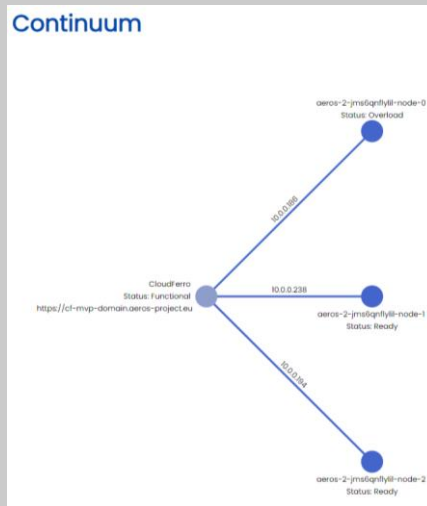 Continuum
aeros-2-jms6qnflylil-node-0
Status: Overload
10.0.0.186
CloudFerro
Status: Functional
https://cf-mvp-domain.aeros-project.eu
10.0.0.238
aeros-2-jms6qnflylil-node-1
Status: Ready
10.0.0.194
aeros-2-jms6qnflylil-node-2
Status: Ready